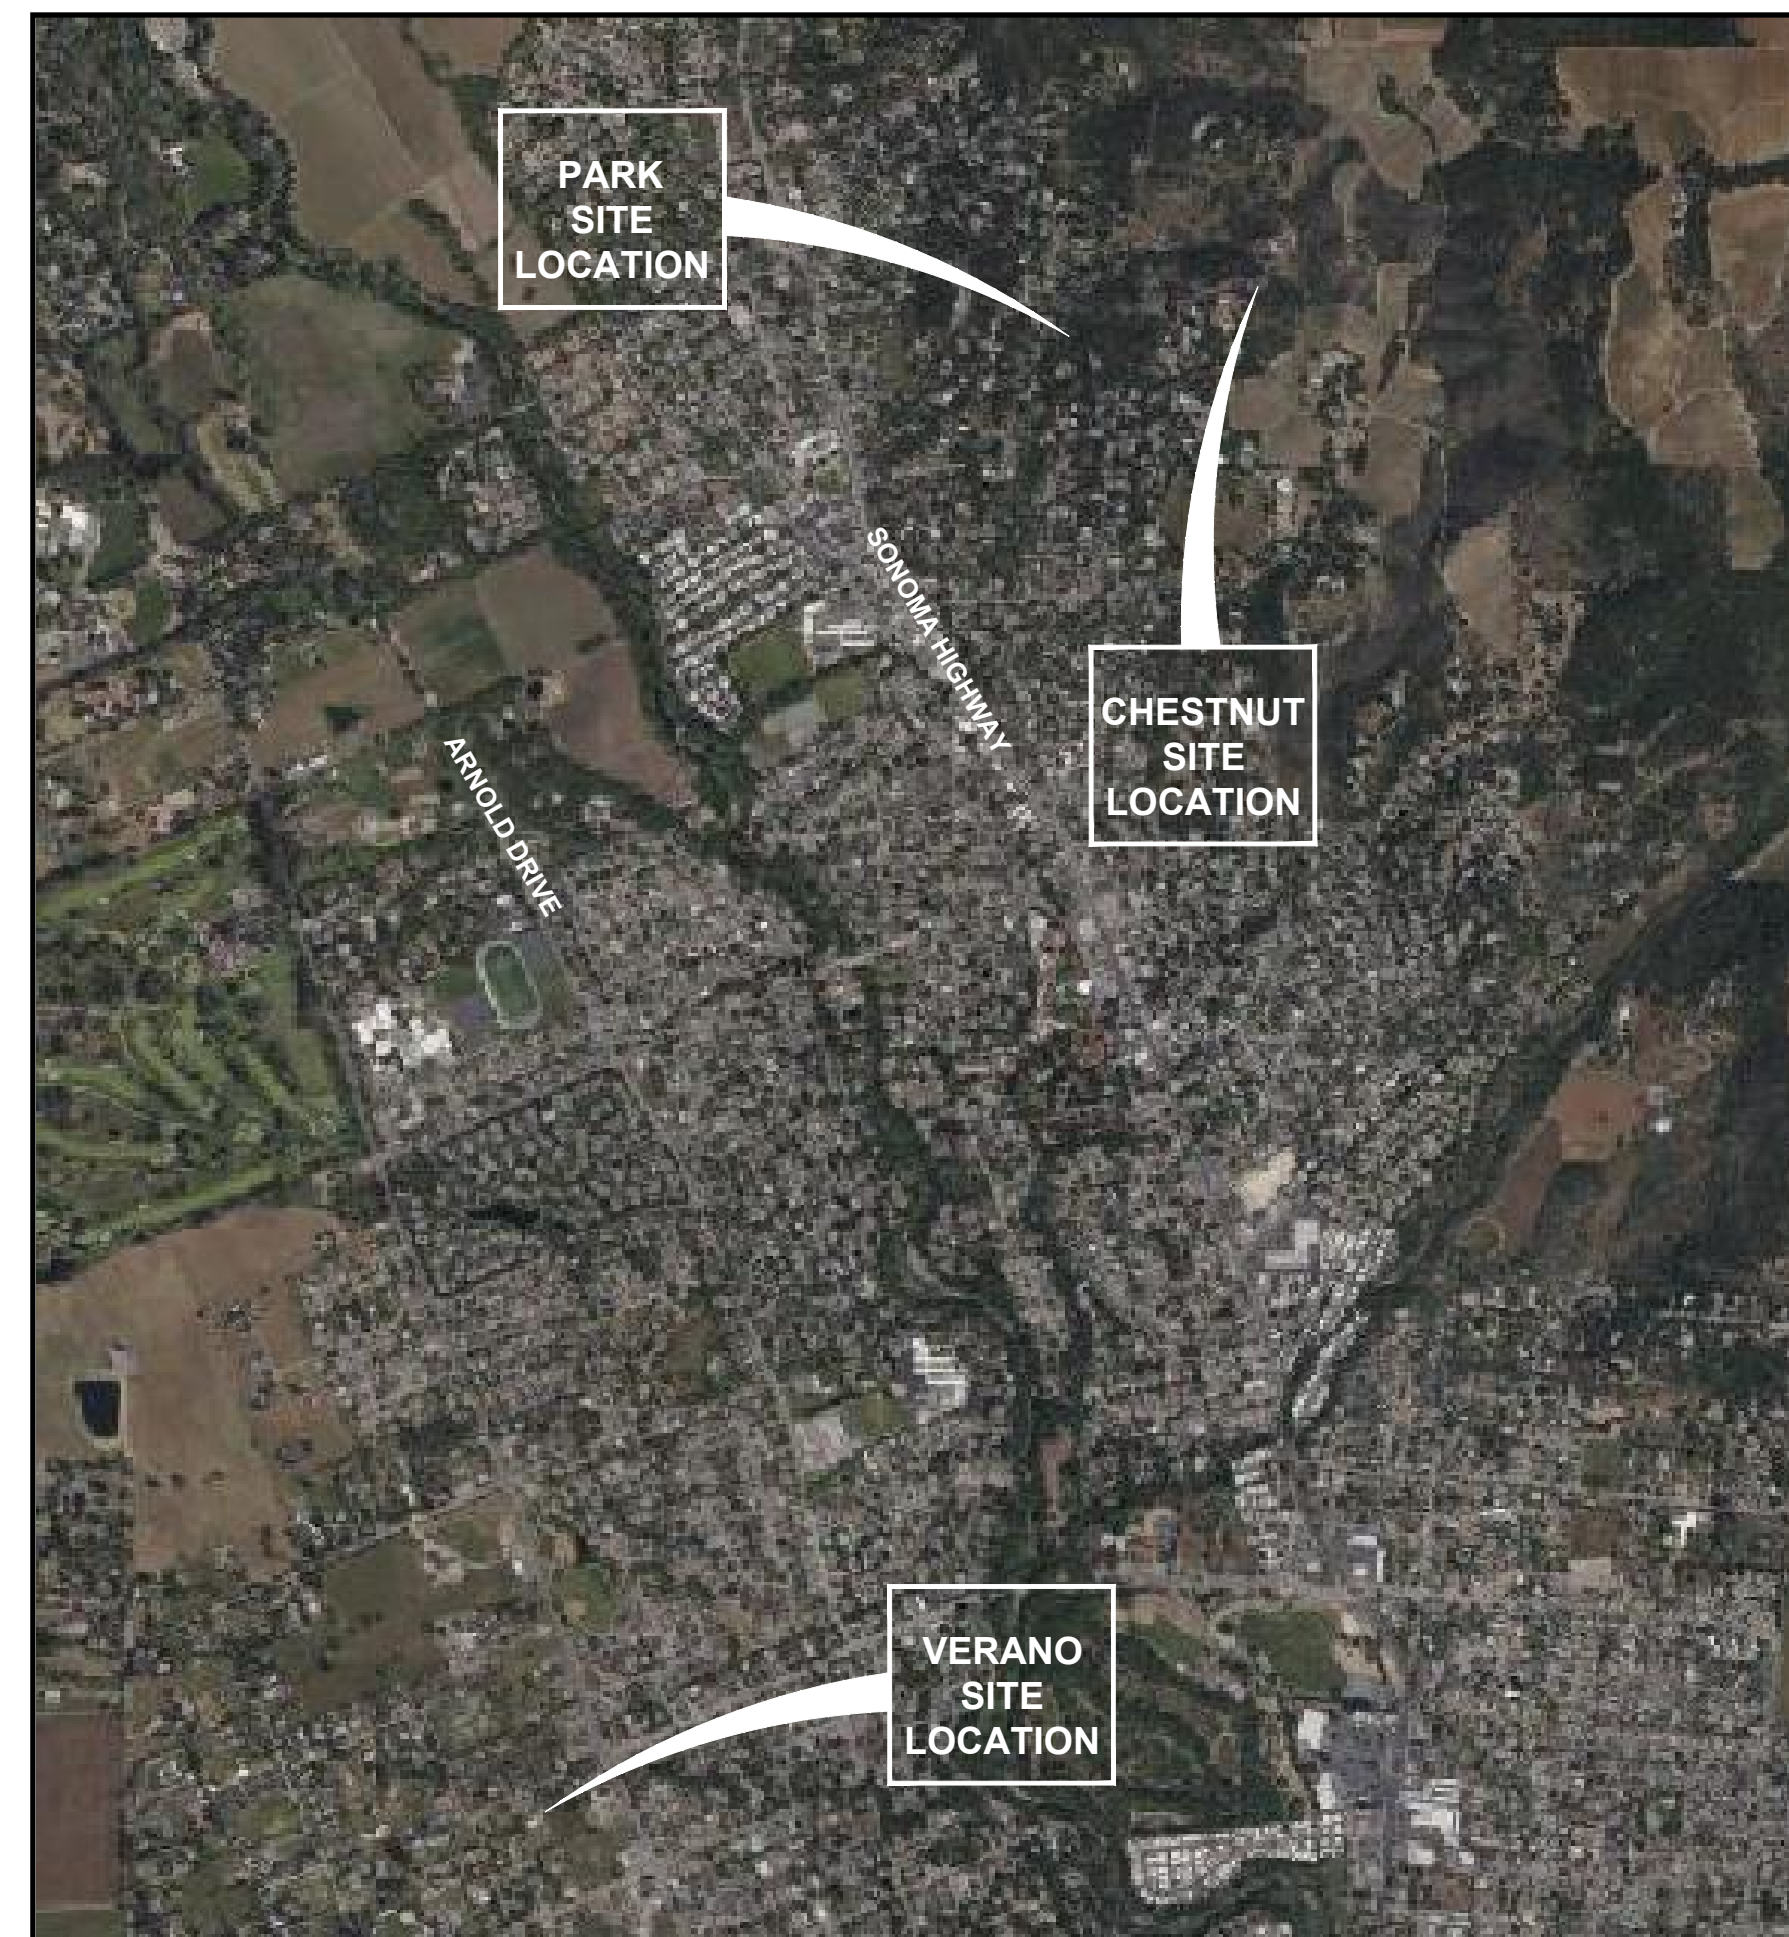 PARK
SITE
LOCATION
SONOMA HIGHWAY
CHESTNUT
SITE
LOCATION
ARNOLD DRIVE
VERANO
SITE
LOCATION